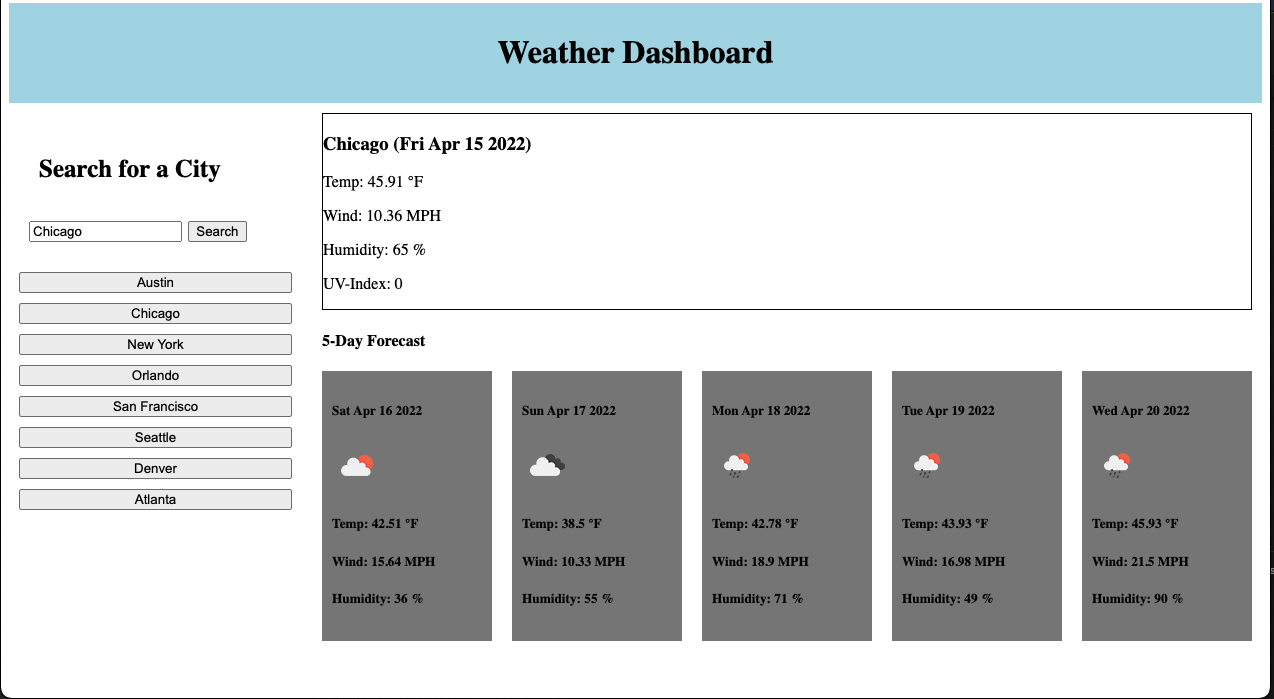 Weather Dashboard
Search for a City
Chicago
Search
Austin
Chicago
New York
Orlando
San Francisco
Seattle
Denver
Atlanta
Chicago (Fri Apr 15 2022)
Temp: 45.91 °F
Wind: 10.36 MPH
Humidity: 65 %
UV-Index: 0
5-Day Forecast
Sat Apr 16 2022
Temp: 42.51 °F
Wind: 15.64 MPH
Humidity: 36 %
Sun Apr 17 2022
Temp: 38.5 °F
Wind: 10.33 MPH
Humidity: 55 %
Mon Apr 18 2022
Temp: 42.78 °F
Wind: 18.9 MPH
Humidity: 71 %
Tue Apr 19 2022
Temp: 43.93 °F
Wind: 16.98 MPH
Humidity: 49 %
Wed Apr 20 2022
Temp: 45.93 °F
Wind: 21.5 MPH
Humidity: 90 %